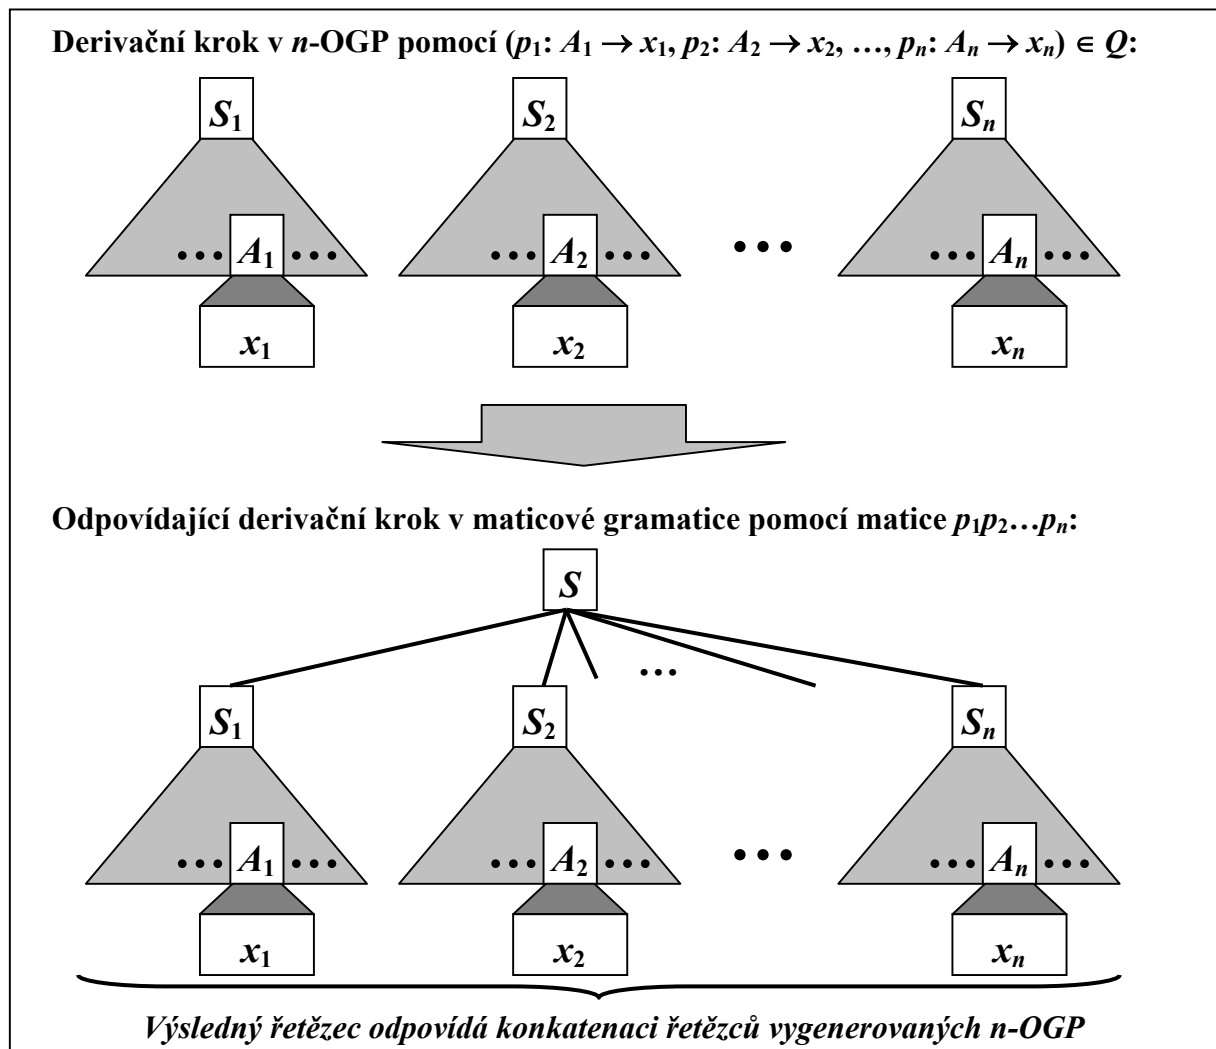 Derivační krok v n-OGP pomocí (p₁: A₁ → x₁, p₂: A₂ → x₂, …, pₙ: Aₙ → xₙ) ∈ Q:
S₁ S₂ Sₙ
••• A₁ ••• ••• A₂ ••• ••• ••• Aₙ •••
x₁ x₂ xₙ
Odpovídající derivační krok v maticové gramatice pomocí matice p₁p₂…pₙ:
S
•••
S₁ S₂ Sₙ
••• A₁ ••• ••• A₂ ••• ••• ••• Aₙ •••
x₁ x₂ xₙ
Výsledný řetězec odpovídá konkatenaci řetězců vygenerovaných n-OGP